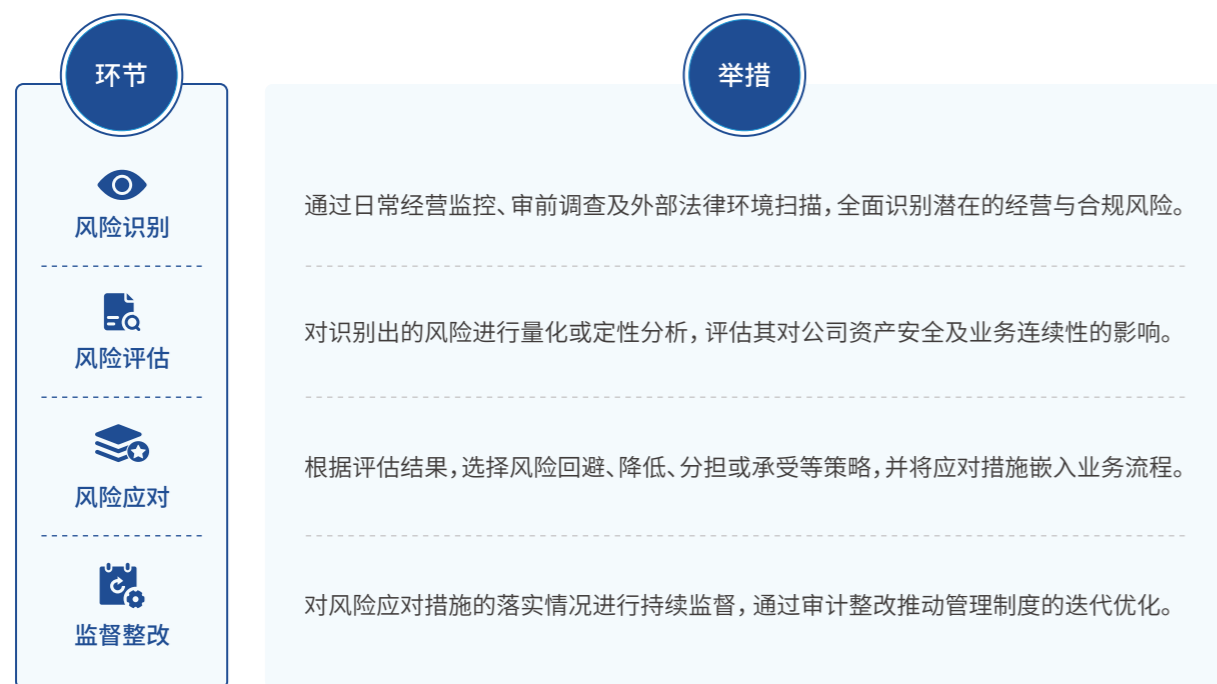 环节
举措
风险识别
通过日常经营监控、审前调查及外部法律环境扫描，全面识别潜在的经营与合规风险。
风险评估
对识别出的风险进行量化或定性分析，评估其对公司资产安全及业务连续性的影响。
风险应对
根据评估结果，选择风险回避、降低、分担或承受等策略，并将应对措施嵌入业务流程。
监督整改
对风险应对措施的落实情况进行持续监督，通过审计整改推动管理制度的迭代优化。